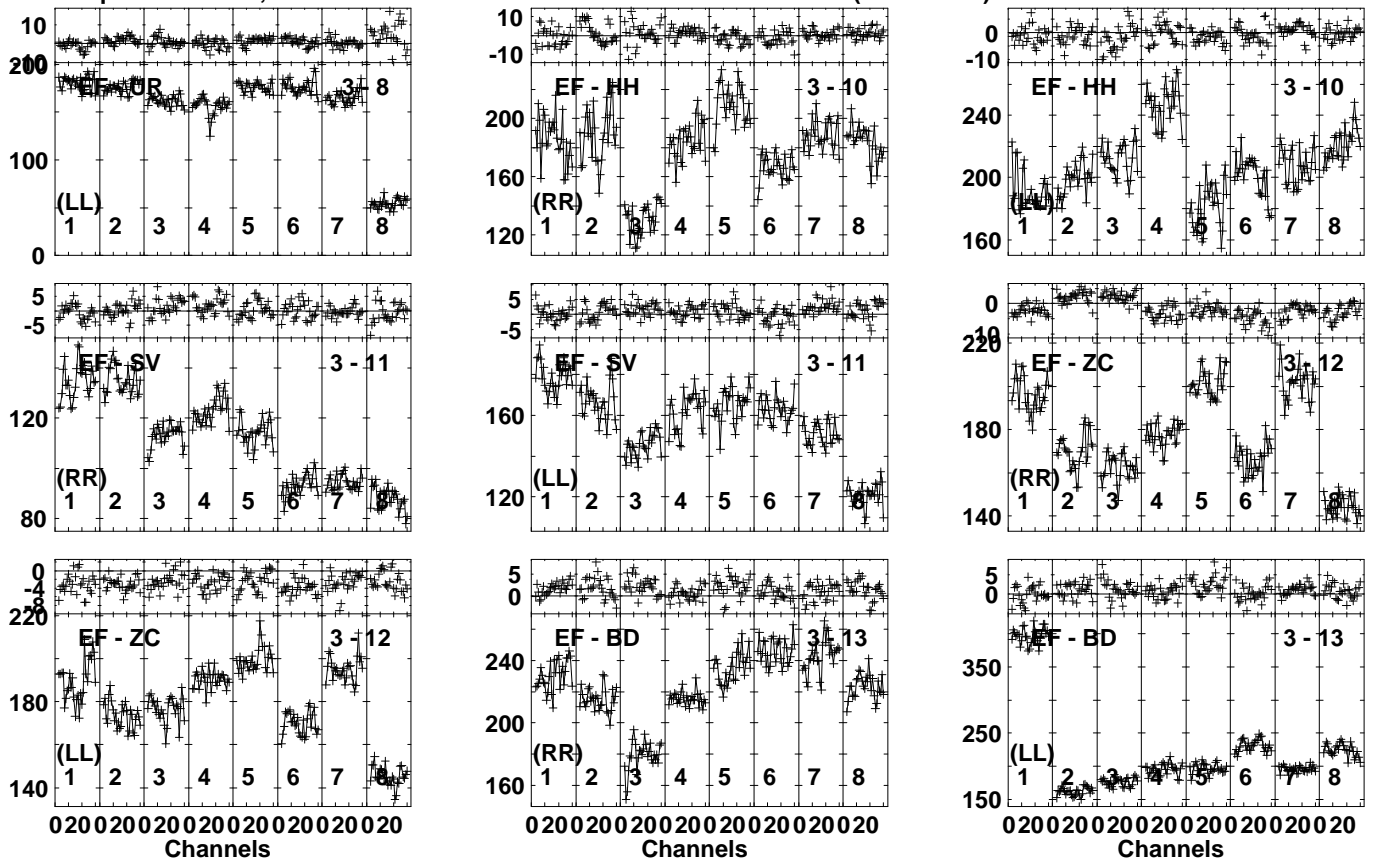 10 10 0
-10 -10 -10
200 EF - UR 3 - 8 EF - HH 3 - 10 EF - HH 3 - 10
200 240
100 160 200
(LL) (RR) (LL)
1 2 3 4 5 6 7 8 1 2 3 4 5 6 7 8 1 2 3 4 5 6 7 8
0 120 160
5 5 0
-5 -5 10
EF - SV 3 - 11 EF - SV 3 - 11 220 EF - ZC 3 - 12
120 160 180
(RR) (LL) (RR)
1 2 3 4 5 6 7 8 1 2 3 4 5 6 7 8 1 2 3 4 5 6 7 8
80 120 140
0 5 5
-4 0 0
-8
220 EF - ZC 3 - 12 EF - BD 3 - 13 EF - BD 3 - 13
240 350
180 200 250
(LL) (RR) (LL)
1 2 3 4 5 6 7 8 1 2 3 4 5 6 7 8 1 2 3 4 5 6 7 8
140 160 150
0 20 0 20 0 20 0 20 0 20 0 20 0 20 0 20 0 20 0 20 0 20 0 20 0 20 0 20 0 20 0 20 0 20 0 20 0 20 0 20 0 20 0 20 0 20 0 20
Channels Channels Channels